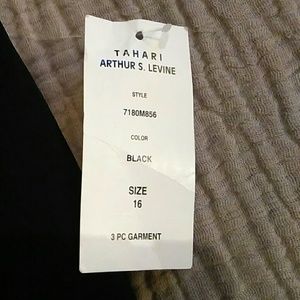 TAHARI
ARTHUR S. LEVINE
STYLE
7180M856
COLOR
BLACK
SIZE
16
3 PC GARMENT